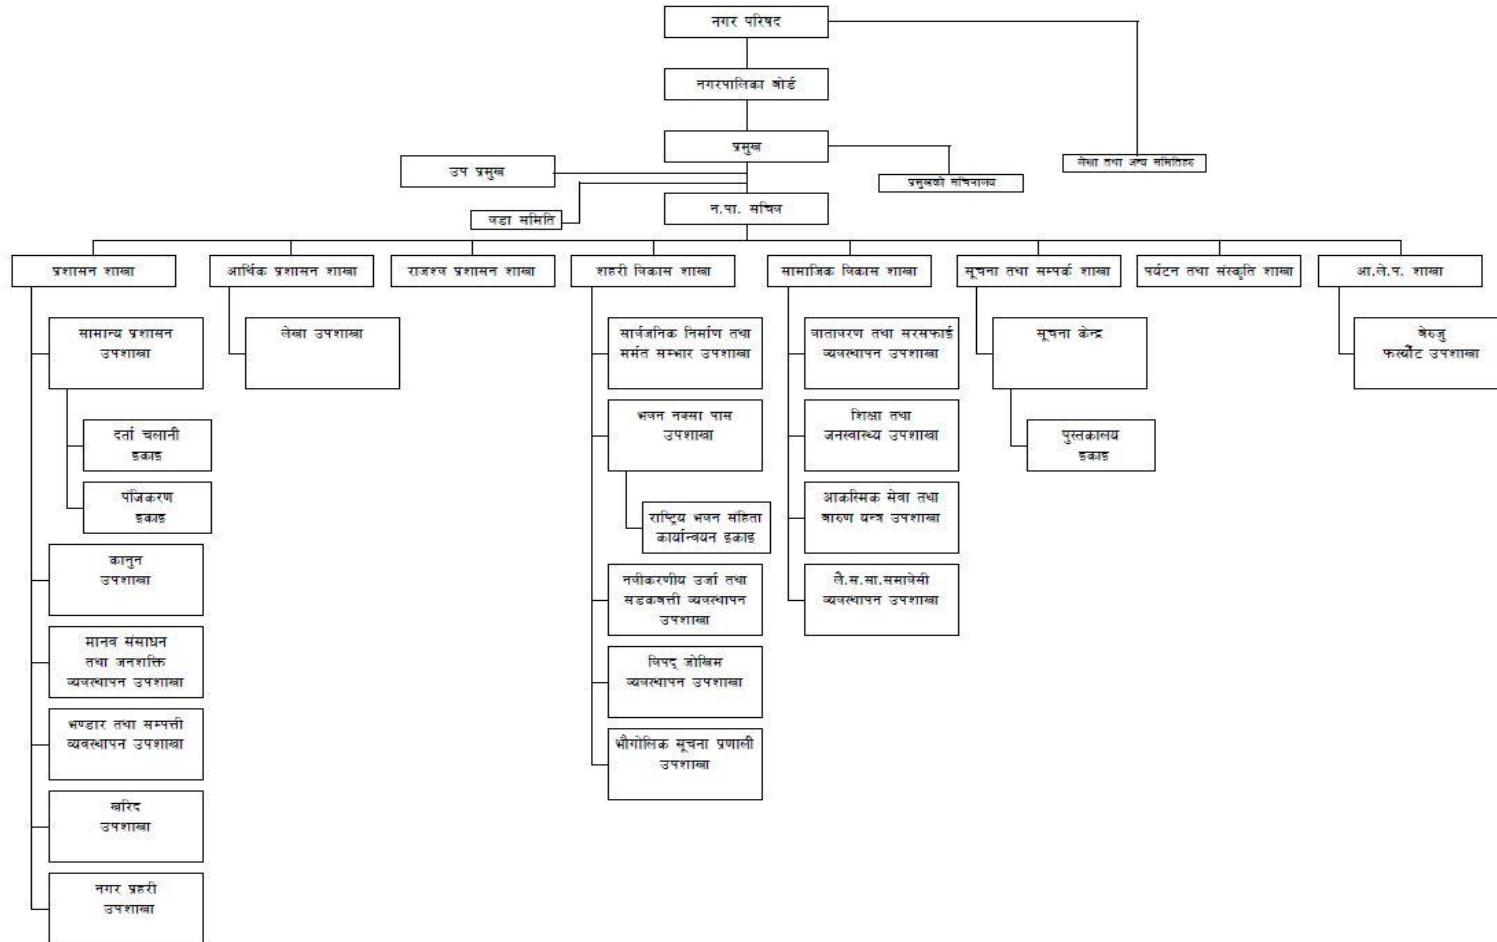 नगर परिषद
नगरपालिका बोर्ड
प्रमुख
लेखा तथा अन्य समितिहरु
उप प्रमुख
प्रमुखको सचिवालय
न.पा. सचिव
वडा समिति
प्रशासन शाखा
आर्थिक प्रशासन शाखा
राजश्व प्रशासन शाखा
शहरी विकास शाखा
सामाजिक विकास शाखा
सूचना तथा सम्पर्क शाखा
पर्यटन तथा संस्कृति शाखा
आ.ले.प. शाखा
सामान्य प्रशासन
उपशाखा
दर्ता चलानी
इकाइ
पंजिकरण
इकाइ
कानुन
उपशाखा
मानव संसाधन
तथा जनशक्ति
व्यवस्थापन उपशाखा
भण्डार तथा सम्पत्ती
व्यवस्थापन उपशाखा
खरिद
उपशाखा
नगर प्रहरी
उपशाखा
लेखा उपशाखा
सार्वजनिक निर्माण तथा
मर्मत सम्भार उपशाखा
भवन नक्सा पास
उपशाखा
राष्ट्रिय भवन संहिता
कार्यान्वयन इकाइ
नवीकरणीय उर्जा तथा
सडकबत्ती व्यवस्थापन
उपशाखा
विपद् जोखिम
व्यवस्थापन उपशाखा
भौगोलिक सूचना प्रणाली
उपशाखा
वातावरण तथा सरसफाई
व्यवस्थापन उपशाखा
शिक्षा तथा
जनस्वास्थ्य उपशाखा
आकस्मिक सेवा तथा
बारुण यन्त्र उपशाखा
लै.स.सा.समावेसी
व्यवस्थापन उपशाखा
सूचना केन्द्र
पुस्तकालय
इकाइ
बेरुजु
फर्स्यौट उपशाखा